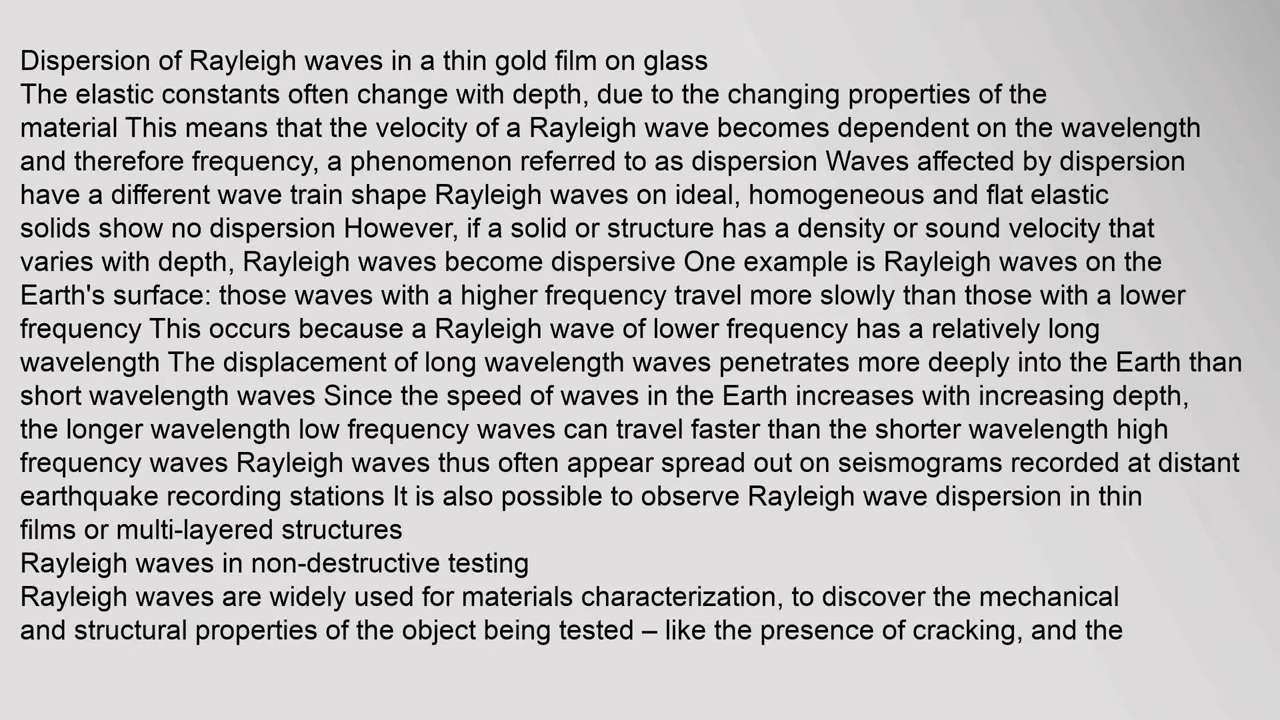 Dispersion of Rayleigh waves in a thin gold film on glass
The elastic constants often change with depth, due to the changing properties of the
material This means that the velocity of a Rayleigh wave becomes dependent on the wavelength
and therefore frequency, a phenomenon referred to as dispersion Waves affected by dispersion
have a different wave train shape Rayleigh waves on ideal, homogeneous and flat elastic
solids show no dispersion However, if a solid or structure has a density or sound velocity that
varies with depth, Rayleigh waves become dispersive One example is Rayleigh waves on the
Earth's surface: those waves with a higher frequency travel more slowly than those with a lower
frequency This occurs because a Rayleigh wave of lower frequency has a relatively long
wavelength The displacement of long wavelength waves penetrates more deeply into the Earth than
short wavelength waves Since the speed of waves in the Earth increases with increasing depth,
the longer wavelength low frequency waves can travel faster than the shorter wavelength high
frequency waves Rayleigh waves thus often appear spread out on seismograms recorded at distant
earthquake recording stations It is also possible to observe Rayleigh wave dispersion in thin
films or multi-layered structures
Rayleigh waves in non-destructive testing
Rayleigh waves are widely used for materials characterization, to discover the mechanical
and structural properties of the object being tested – like the presence of cracking, and the